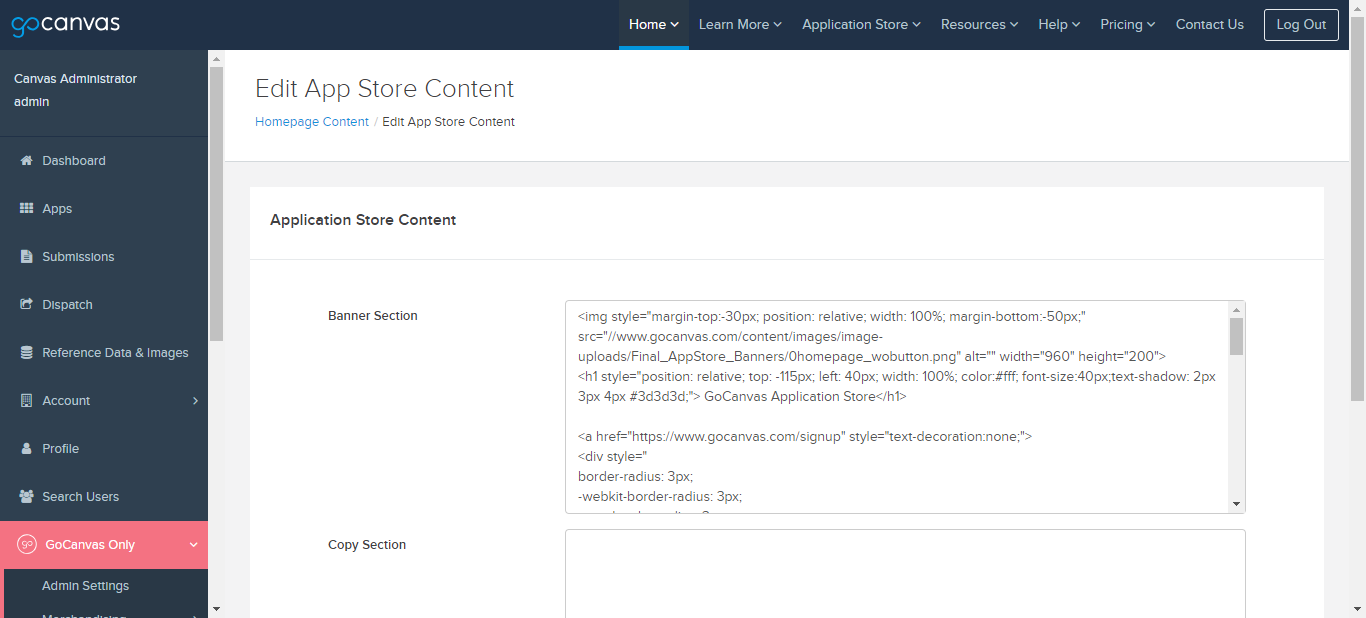 gocanvas
Home Learn More Application Store Resources Help Pricing Contact Us Log Out
Canvas Administrator
admin
Dashboard
Apps
Submissions
Dispatch
Reference Data & Images
Account
Profile
Search Users
go GoCanvas Only
Admin Settings
Merchandising
Edit App Store Content
Homepage Content / Edit App Store Content
Application Store Content
Banner Section
<img style="margin-top:-30px; position: relative; width: 100%; margin-bottom:-50px;"
src="//www.gocanvas.com/content/images/image-
uploads/Final_AppStore_Banners/0homepage_wobutton.png" alt="" width="960" height="200">
<h1 style="position: relative; top: -115px; left: 40px; width: 100%; color:#fff; font-size:40px;text-shadow: 2px
3px 4px #3d3d3d;"> GoCanvas Application Store</h1>
<a href="https://www.gocanvas.com/signup" style="text-decoration:none;">
<div style="
border-radius: 3px;
-webkit-border-radius: 3px;
Copy Section